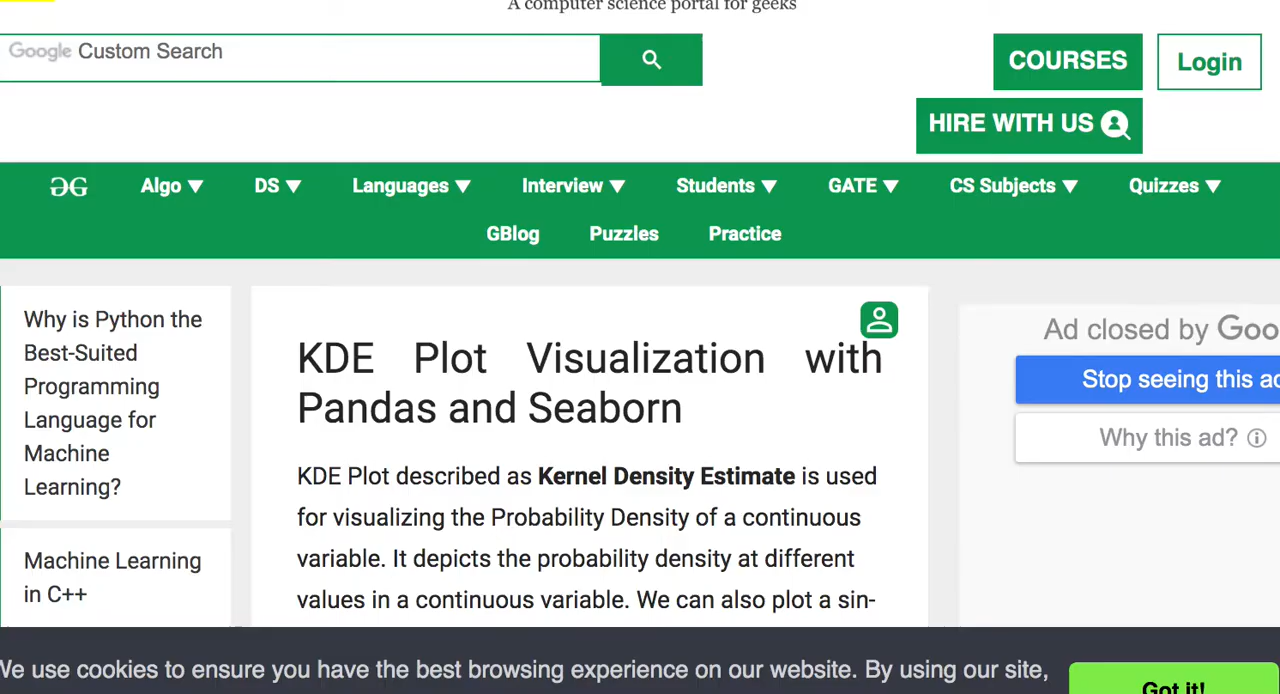 A computer science portal for geeks
Google Custom Search
COURSES
Login
HIRE WITH US
Algo ▼ DS ▼ Languages ▼ Interview ▼ Students ▼ GATE ▼ CS Subjects ▼ Quizzes ▼
GBlog Puzzles Practice
Why is Python the
Best-Suited
Programming
Language for
Machine
Learning?
Machine Learning
in C++
KDE Plot Visualization with
Pandas and Seaborn
KDE Plot described as Kernel Density Estimate is used
for visualizing the Probability Density of a continuous
variable. It depicts the probability density at different
values in a continuous variable. We can also plot a sin-
Ad closed by Goo
Stop seeing this ad
Why this ad?
We use cookies to ensure you have the best browsing experience on our website. By using our site,
Got it!